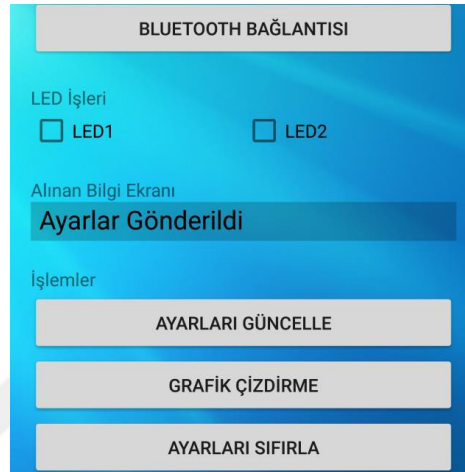 BLUETOOTH BAĞLANTISI
LED İşleri
LED1 LED2
Alınan Bilgi Ekranı
Ayarlar Gönderildi
İşlemler
AYARLARI GÜNCELLE
GRAFİK ÇİZDİRME
AYARLARI SIFIRLA